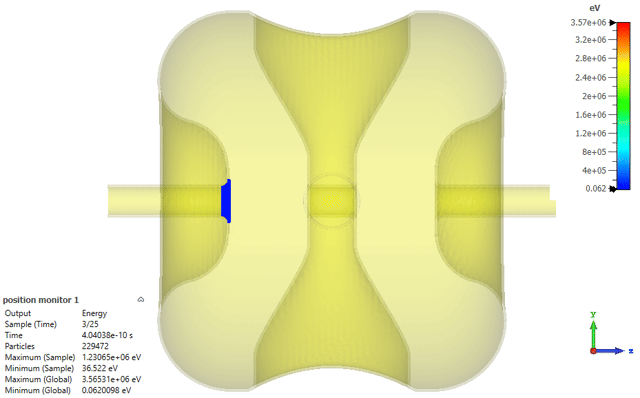 eV
3.57e+06
3.2e+06
2.8e+06
2.4e+06
2e+06
1.6e+06
1.2e+06
8e+05
4e+05
0.062
position monitor 1
Output Energy
Sample (Time) 3/25
Time 4.04038e-10 s
Particles 229472
Maximum (Sample) 1.23065e+06 eV
Minimum (Sample) 36.522 eV
Maximum (Global) 3.56531e+06 eV
Minimum (Global) 0.0620098 eV
y
z